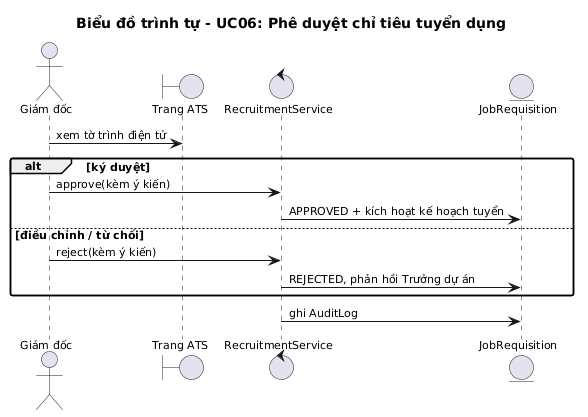 Biểu đồ trình tự - UC06: Phê duyệt chỉ tiêu tuyển dụng
Giám đốc
Trang ATS
RecruitmentService
JobRequisition
xem tờ trình điện tử
alt
[ký duyệt]
approve(kèm ý kiến)
APPROVED + kích hoạt kế hoạch tuyển
[điều chỉnh / từ chối]
reject(kèm ý kiến)
REJECTED, phản hồi Trưởng dự án
ghi AuditLog
Giám đốc
Trang ATS
RecruitmentService
JobRequisition